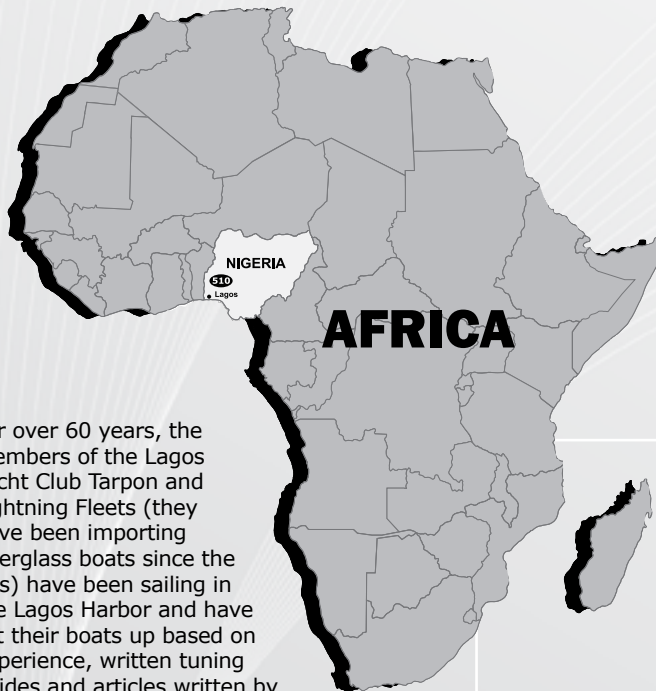 NIGERIA
510
Lagos
AFRICA
r over 60 years, the
embers of the Lagos
cht Club Tarpon and
ghtning Fleets (they
ve been importing
erglass boats since the
s) have been sailing in
e Lagos Harbor and have
t their boats up based on
perience, written tuning
ides and articles written by